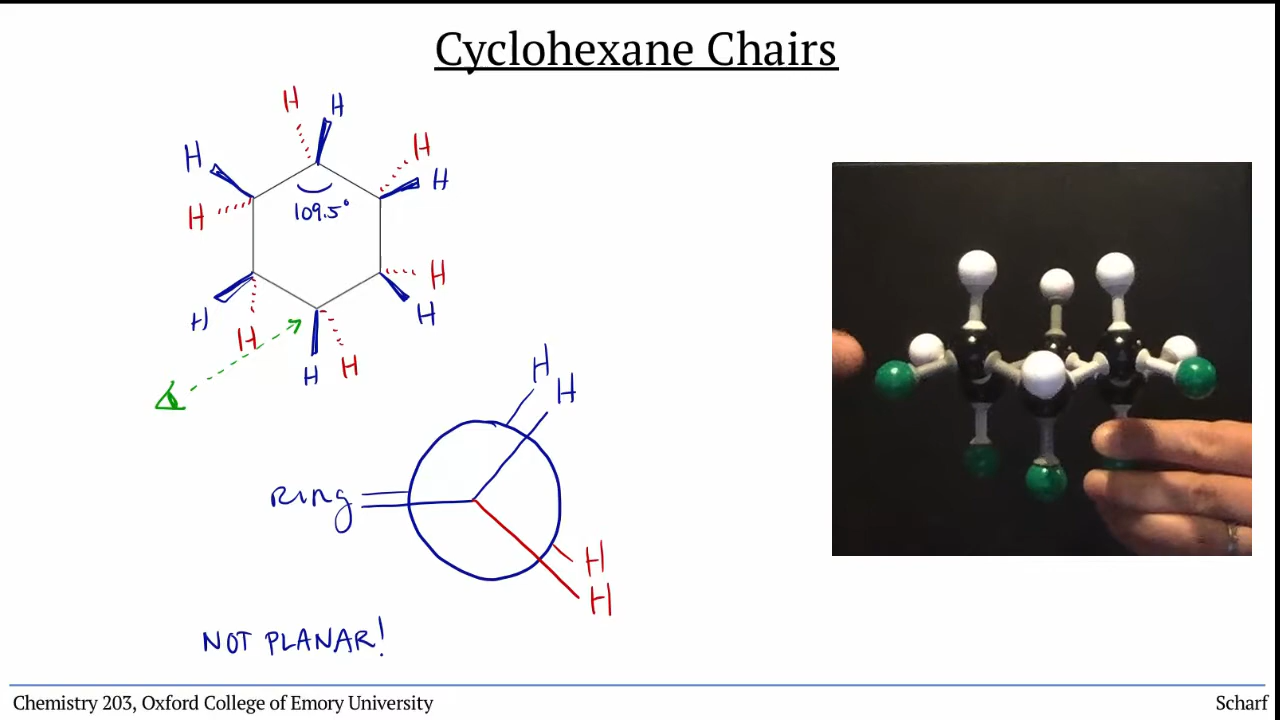 Cyclohexane Chairs
H H
H H
H H
109.5°
H H
H H
H H
H H
H
H
Ring
H
H
NOT PLANAR!
Chemistry 203, Oxford College of Emory University
Scharf